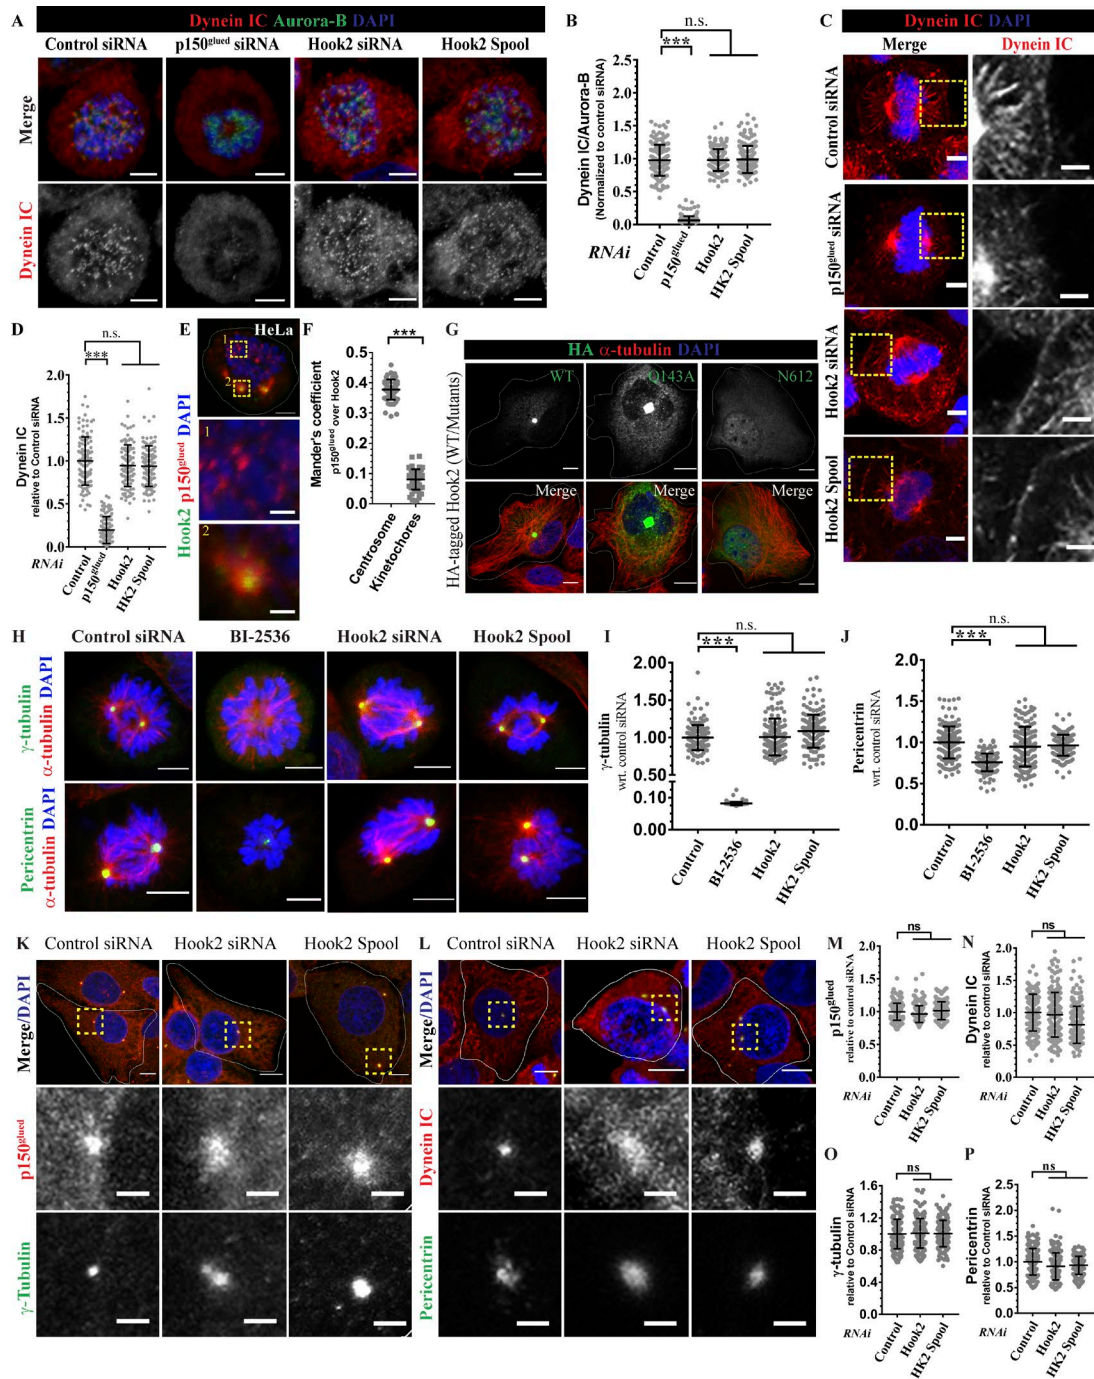 A
Dynein IC Aurora-B DAPI
Control siRNA p150glued siRNA Hook2 siRNA Hook2 Spool
Merge
Dynein IC
B
n.s.
***
Dynein IC/Aurora-B
(Normalized to control siRNA)
2.5
2.0
1.5
1.0
0.5
0.0
RNAi
Control
p150glued
Hook2
HK2 Spool
C
Dynein IC DAPI
Merge Dynein IC
Control siRNA
p150glued siRNA
Hook2 siRNA
Hook2 Spool
D
n.s.
***
Dynein IC
relative to Control siRNA
2.0
1.5
1.0
0.5
0.0
RNAi
Control
p150glued
Hook2
HK2 Spool
E
HeLa
Hook2 p150glued DAPI
1
2
1
2
F
***
Mander's coefficient
p150glued over Hook2
0.5
0.4
0.3
0.2
0.1
0.0
Centrosome
Kinetochores
G
HA α-tubulin DAPI
HA-tagged Hook2 (WT/Mutants)
WT Q143A N612
Merge Merge Merge
H
Control siRNA BI-2536 Hook2 siRNA Hook2 Spool
γ-tubulin
α-tubulin DAPI
Pericentrin
α-tubulin DAPI
I
n.s.
***
γ-tubulin
wrt. control siRNA
2.00
1.50
1.00
0.60
0.10
0.00
Control
BI-2536
Hook2
HK2 Spool
J
n.s.
***
Pericentrin
wrt. control siRNA
2.0
1.5
1.0
0.5
0.0
Control
BI-2536
Hook2
HK2 Spool
K
Control siRNA Hook2 siRNA Hook2 Spool
Merge/DAPI
p150glued
γ-Tubulin
L
Control siRNA Hook2 siRNA Hook2 Spool
Merge/DAPI
Dynein IC
Pericentrin
M
ns
p150glued
relative to control siRNA
2.0
1.5
1.0
0.5
0.0
RNAi
Control
Hook2
HK2 Spool
N
ns
Dynein IC
relative to control siRNA
2.0
1.5
1.0
0.5
0.0
Control
Hook2
HK2 Spool
O
ns
γ-tubulin
relative to Control siRNA
1.6
1.2
0.8
0.4
0.0
RNAi
Control
Hook2
HK2 Spool
P
ns
Pericentrin
relative to Control siRNA
2.5
2.0
1.5
1.0
0.5
0.0
RNAi
Control
Hook2
HK2 Spool